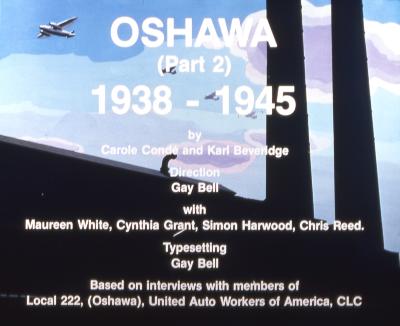 OSHAWA
(Part 2)
1938 - 1945
by
Carole Condé and Karl Beveridge
Direction
Gay Bell
with
Maureen White, Cynthia Grant, Simon Harwood, Chris Reed.
Typesetting
Gay Bell
Based on interviews with members of
Local 222, (Oshawa), United Auto Workers of America, CLC